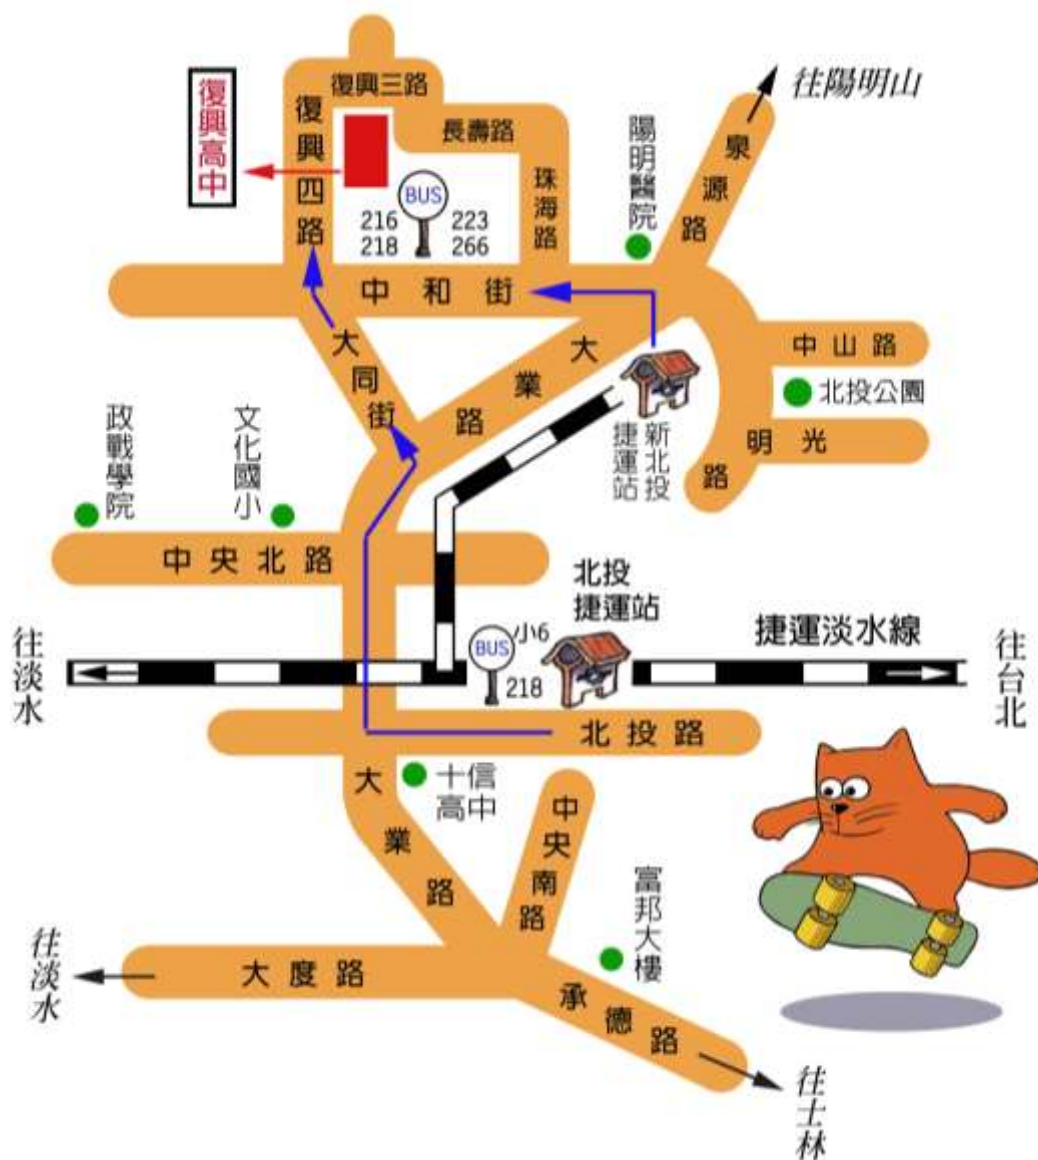 復興三路
往陽明山
復興高中
復興四路
長壽路
陽明醫院
泉源路
珠海路
BUS
216 223
218 266
中和街
大同街
大業路
中山路
北投公園
新北投
捷運站
明光路
政戰學院
文化國小
中央北路
北投
捷運站
捷運淡水線
往淡水
BUS
小6
218
往台北
北投路
大業路
十信
高中
中央南路
富邦大樓
往淡水
大度路
承德路
往士林